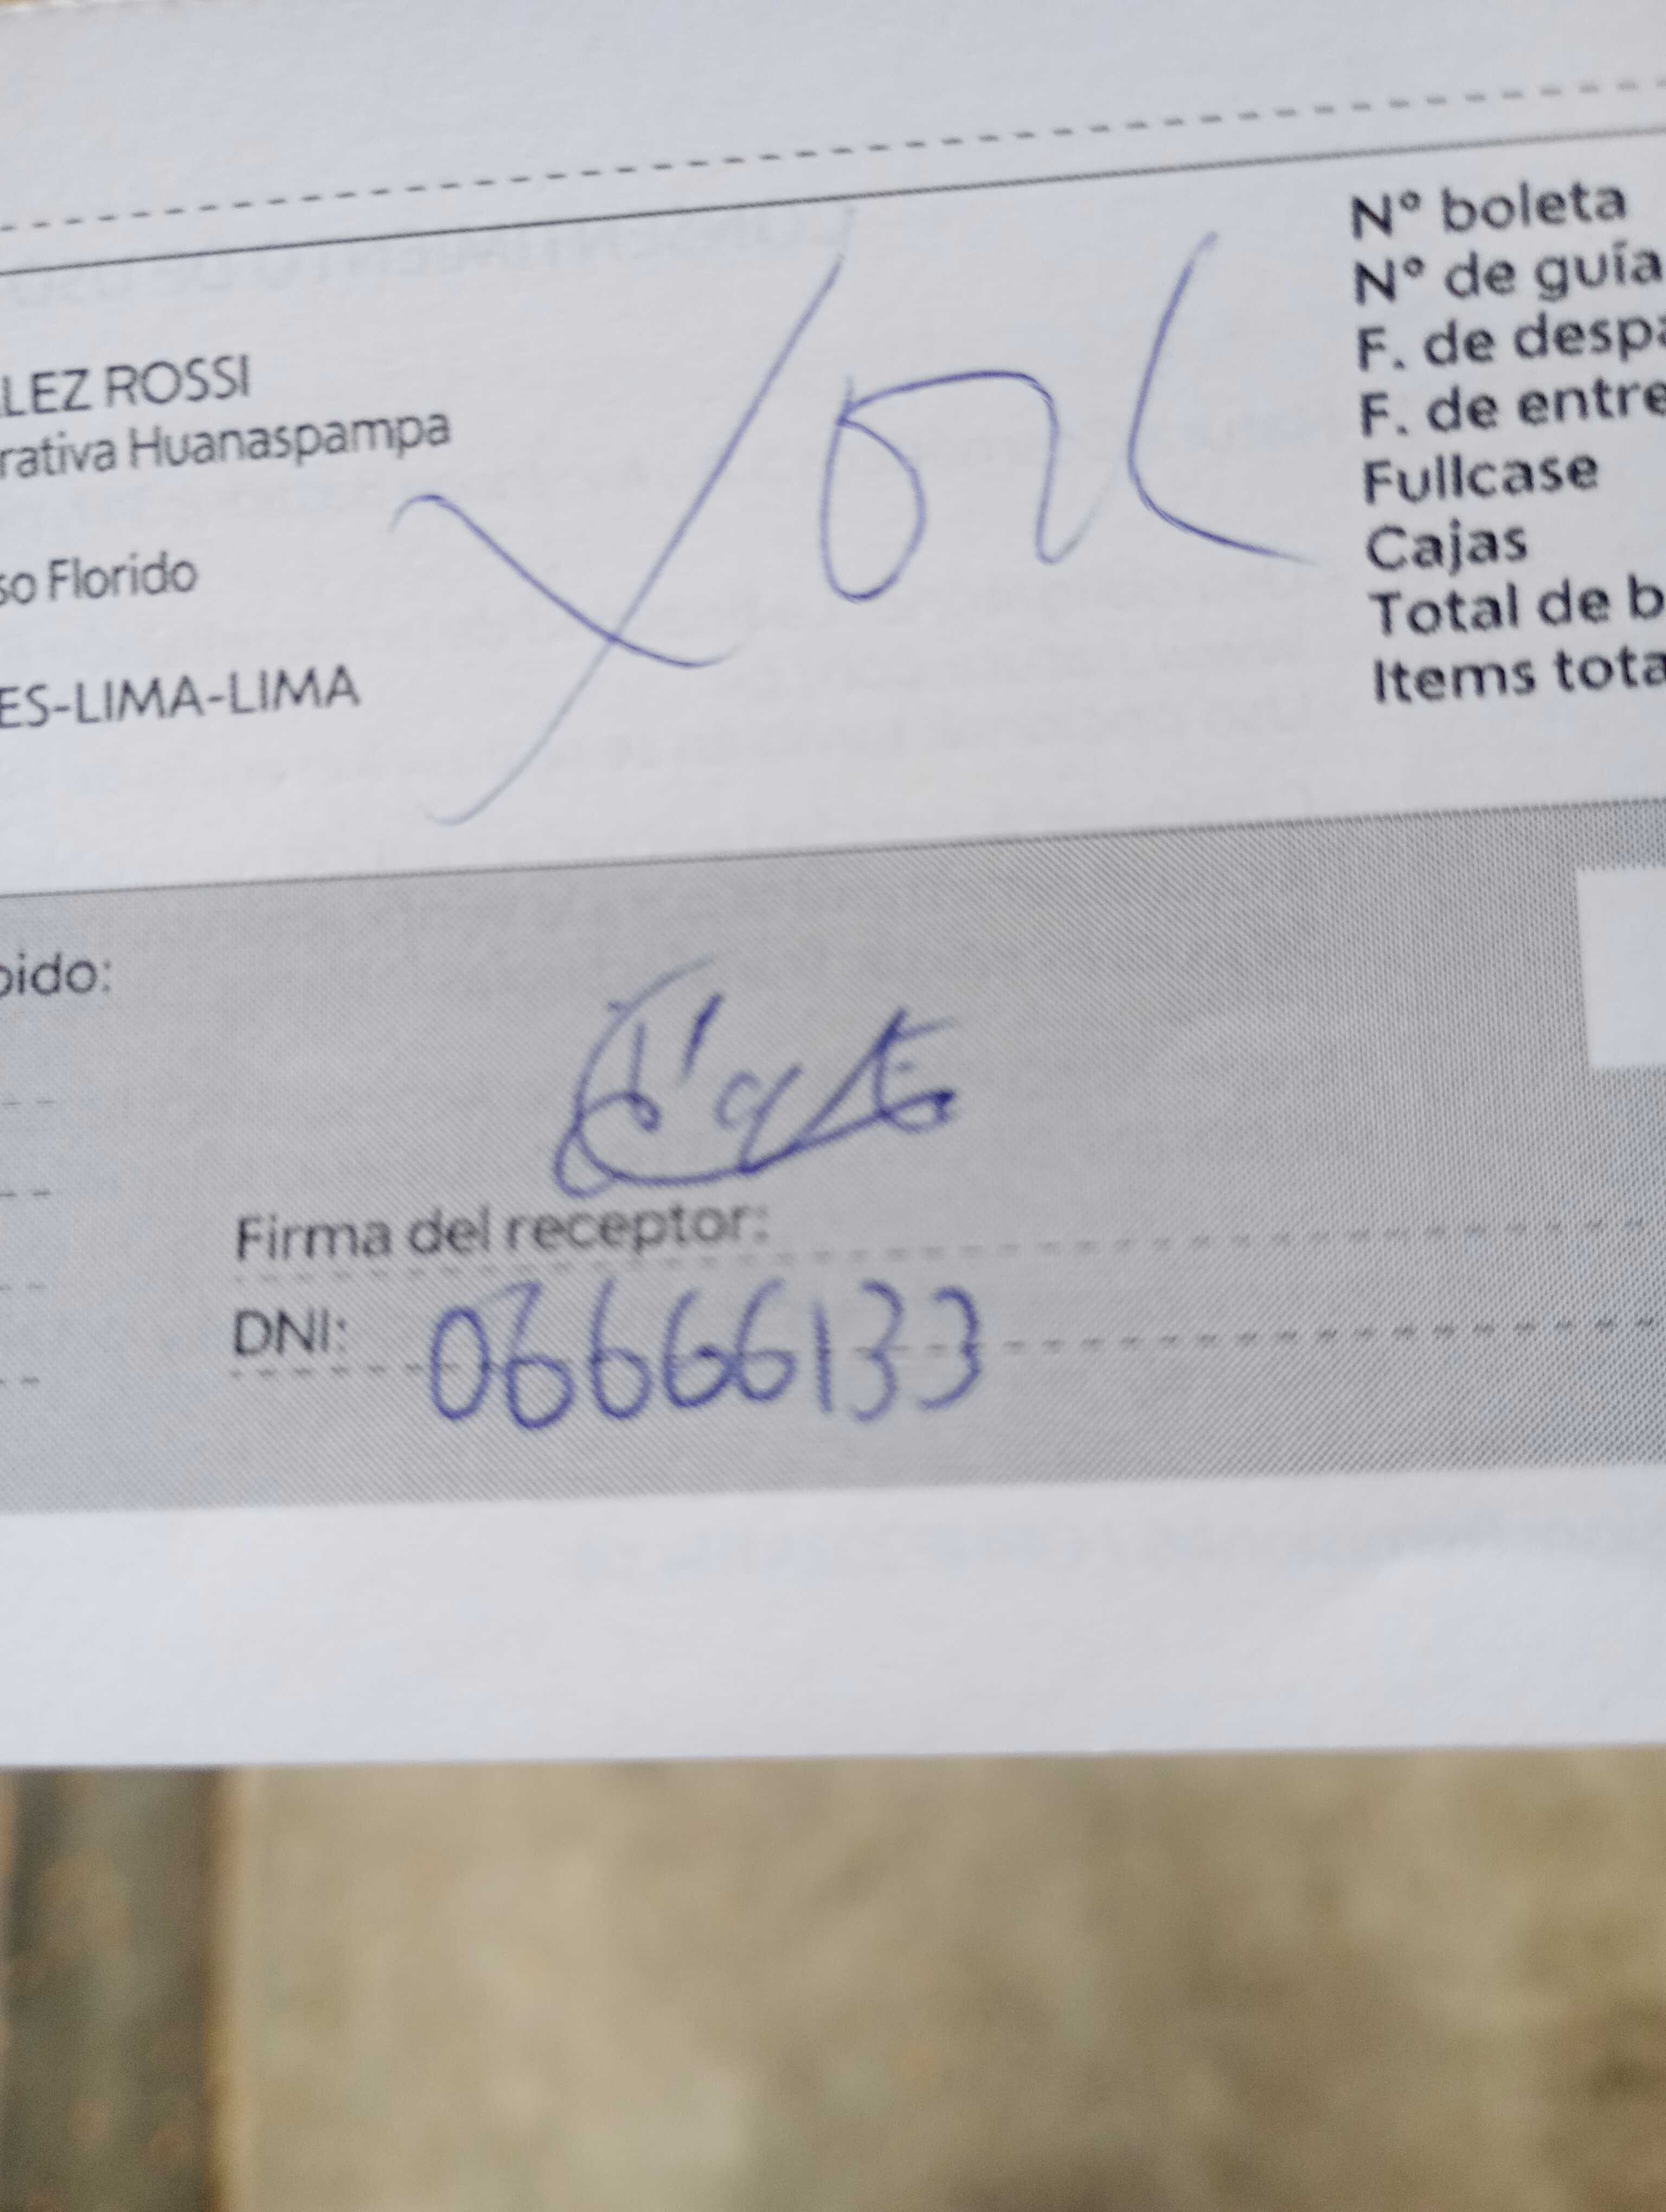 LEZ ROSSI
rativa Huanaspampa
so Florido
ES-LIMA-LIMA
N° boleta
N° de guía
F. de despa
F. de entre
Fullcase
Cajas
Total de b
Items tota
bido:
Firma del receptor:
DNI: 06666133